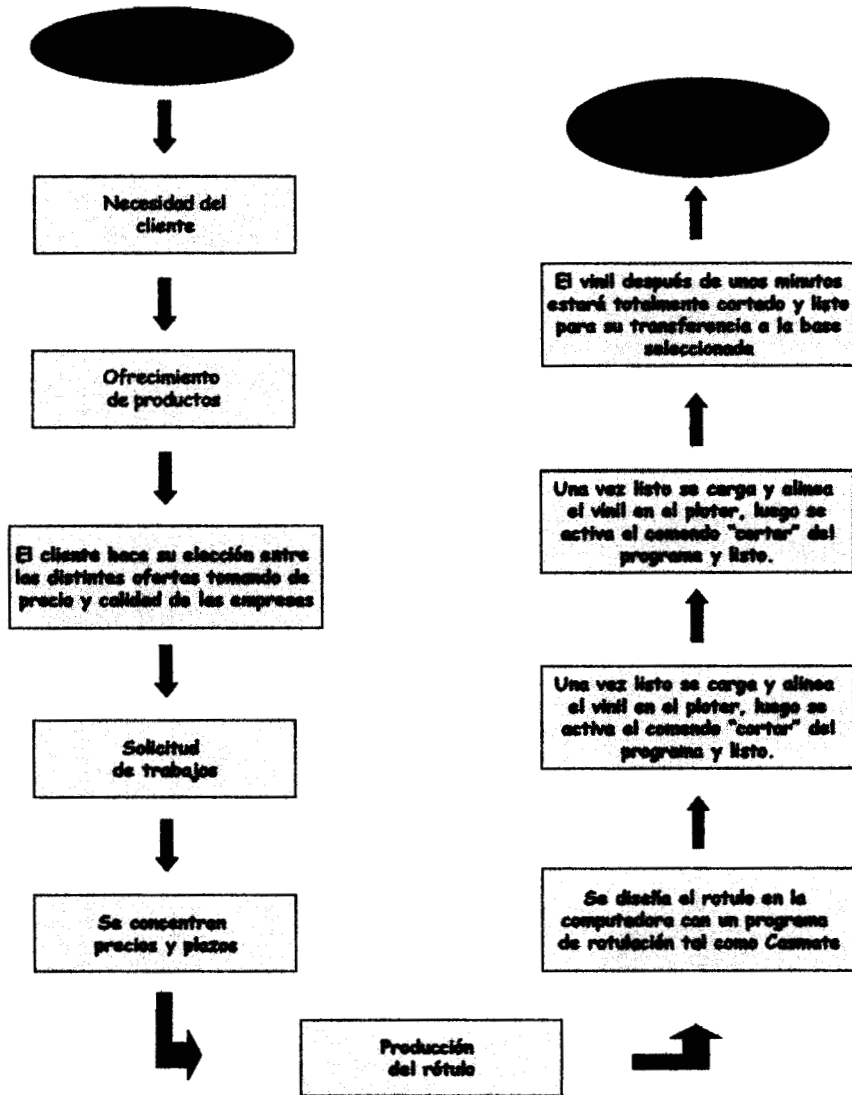 Necesidad del
cliente
Ofrecimiento
de productos
El cliente hace su elección entre
las distintas ofertas tomando de
precio y calidad de las empresas
Solicitud
de trabajos
Se concentran
precios y plazos
Producción
del rótulo
Se diseña el rotulo en la
computadora con un programa
de rotulación tal como Casmate
Una vez listo se carga y alinea
el vinil en el ploter, luego se
activa el comando "cortar" del
programa y listo.
Una vez listo se carga y alinea
el vinil en el ploter, luego se
activa el comando "cortar" del
programa y listo.
El vinil después de unos minutos
estará totalmente cortado y listo
para su transferencia a la base
seleccionada